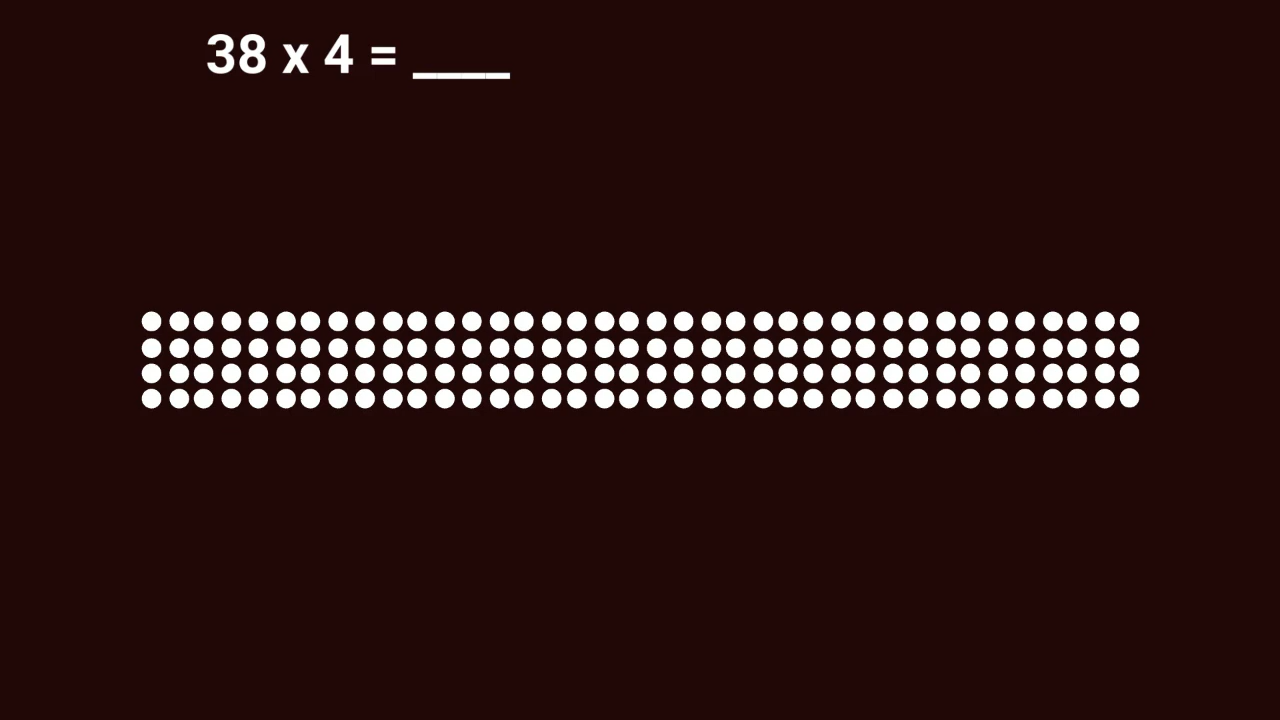 38 x 4 = ____